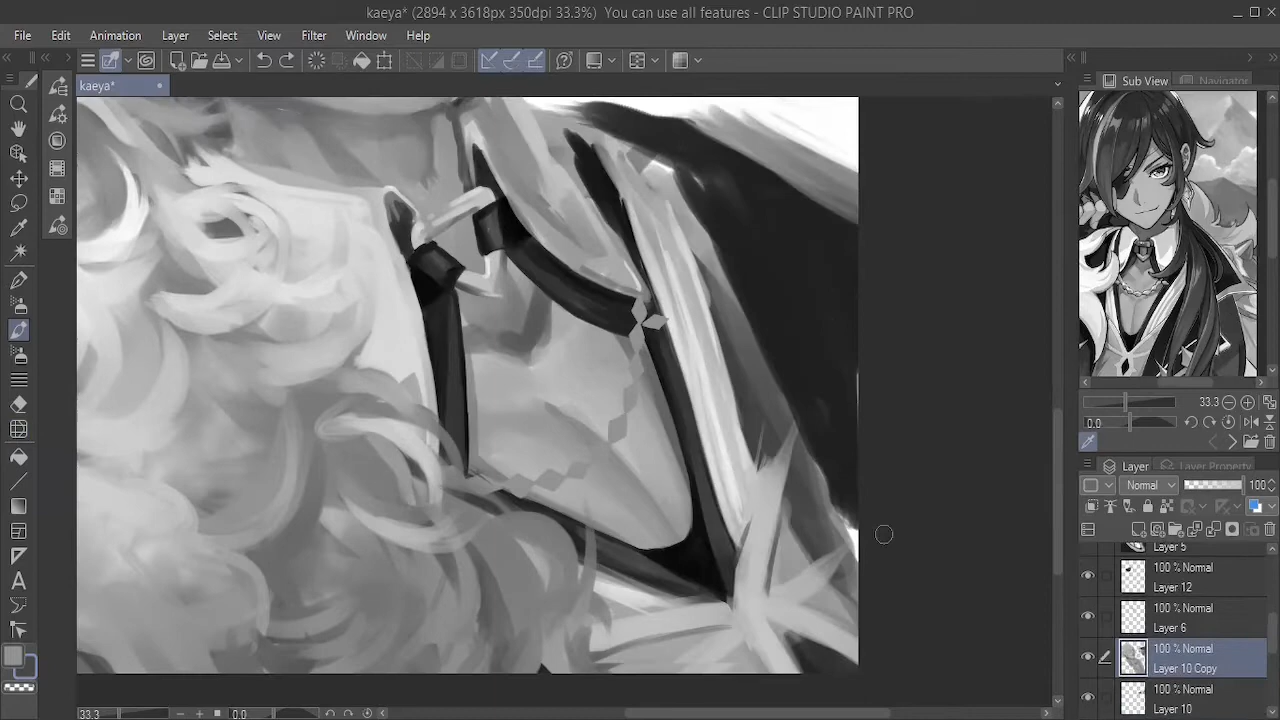 kaeya* (2894 x 3618px 350dpi 33.3%) You can use all features - CLIP STUDIO PAINT PRO
File Edit Animation Layer Select View Filter Window Help
kaeya*
Sub View Navigator
33.3
0.0
Layer Layer Property
Normal 100
Layer 5
100 % Normal
Layer 12
100 % Normal
Layer 6
100 % Normal
Layer 10 Copy
100 % Normal
Layer 10
33.3 0.0